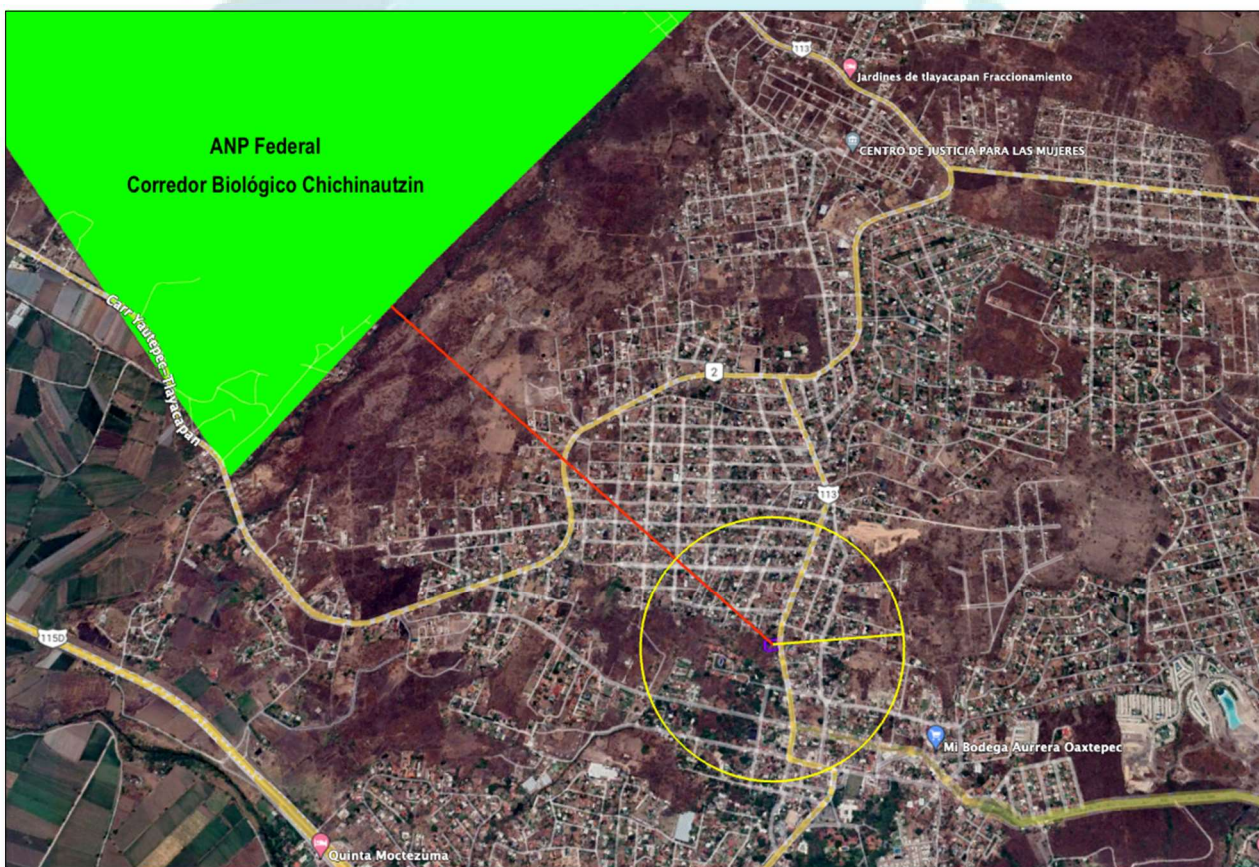 113
Jardines de tlayacapan Fraccionamiento
ANP Federal
Corredor Biológico Chichinautzin
CENTRO DE JUSTICIA PARA LAS MUJERES
Carr Yautepec-Tlayacapan
2
113
115D
Mi Bodega Aurrera Oaxtepec
Quinta Moctezuma